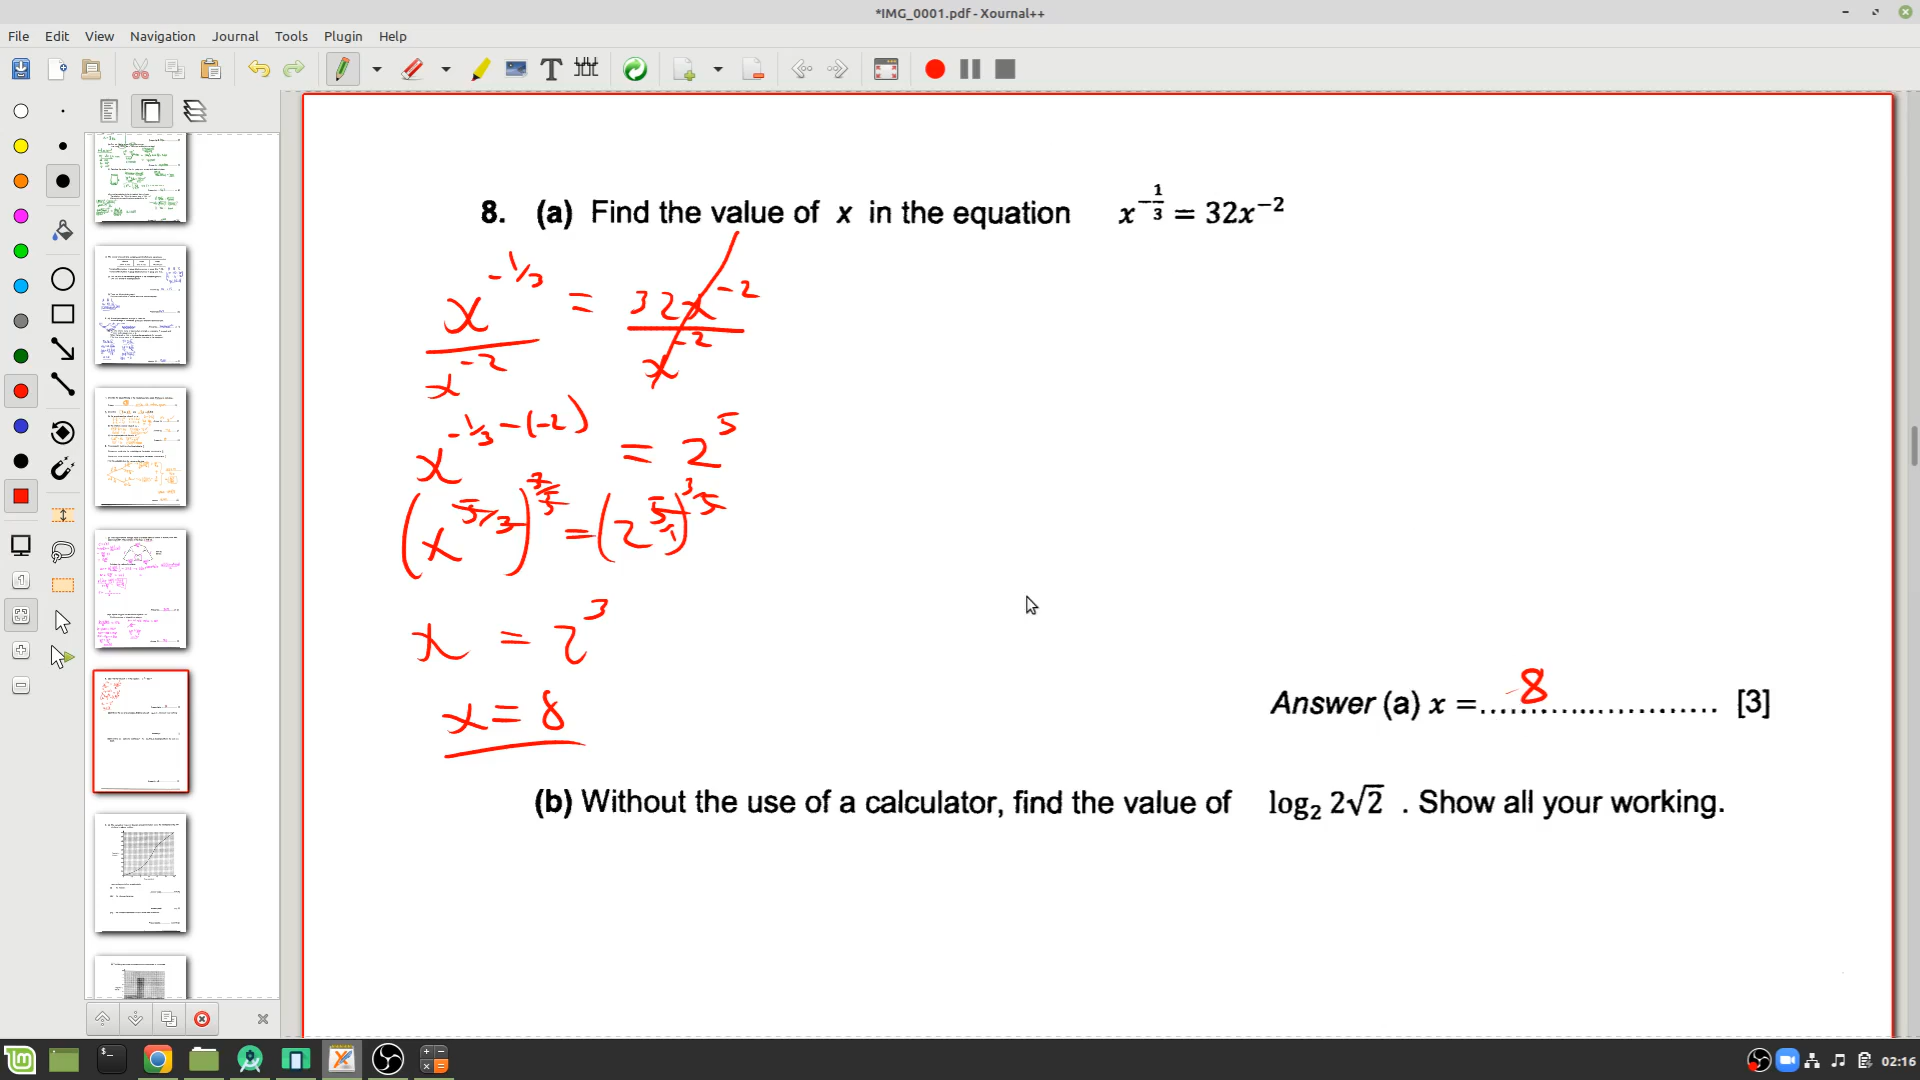 *IMG_0001.pdf - Xournal++
File Edit View Navigation Journal Tools Plugin Help
8. (a) Find the value of x in the equation x^{-1/3} = 32x^{-2}
x^{-1/3} = 32x^{-2}
x^{-2} x^{-2}
x^{-1/3-(-2)} = 2^5
(x^{5/3})^{3/5} = (2^{5/1})^{3/5}
x = 2^3
x = 8
Answer (a) x = 8 [3]
(b) Without the use of a calculator, find the value of log₂ 2√2 . Show all your working.
02:16